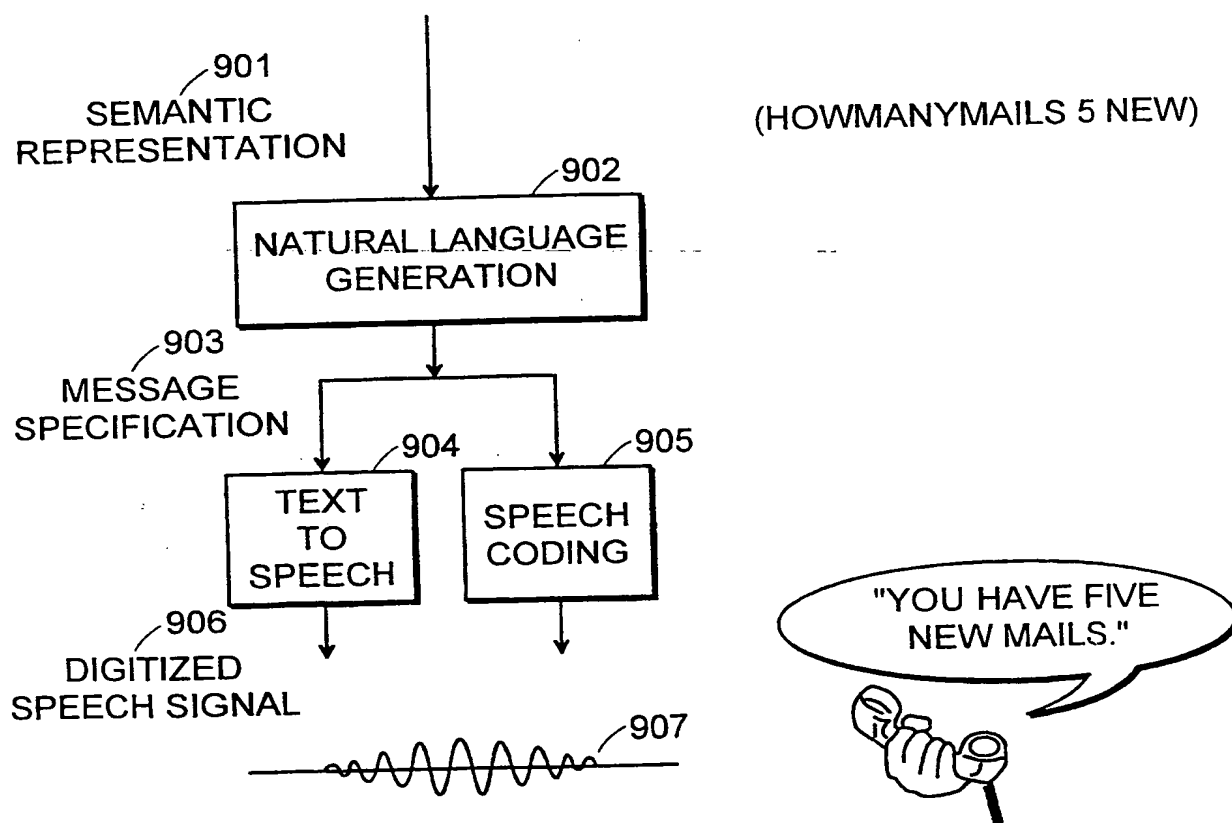 901
SEMANTIC
REPRESENTATION
(HOWMANYMAILS 5 NEW)
902
NATURAL LANGUAGE
GENERATION
903
MESSAGE
SPECIFICATION
904
TEXT
TO
SPEECH
905
SPEECH
CODING
906
DIGITIZED
SPEECH SIGNAL
"YOU HAVE FIVE
NEW MAILS."
907